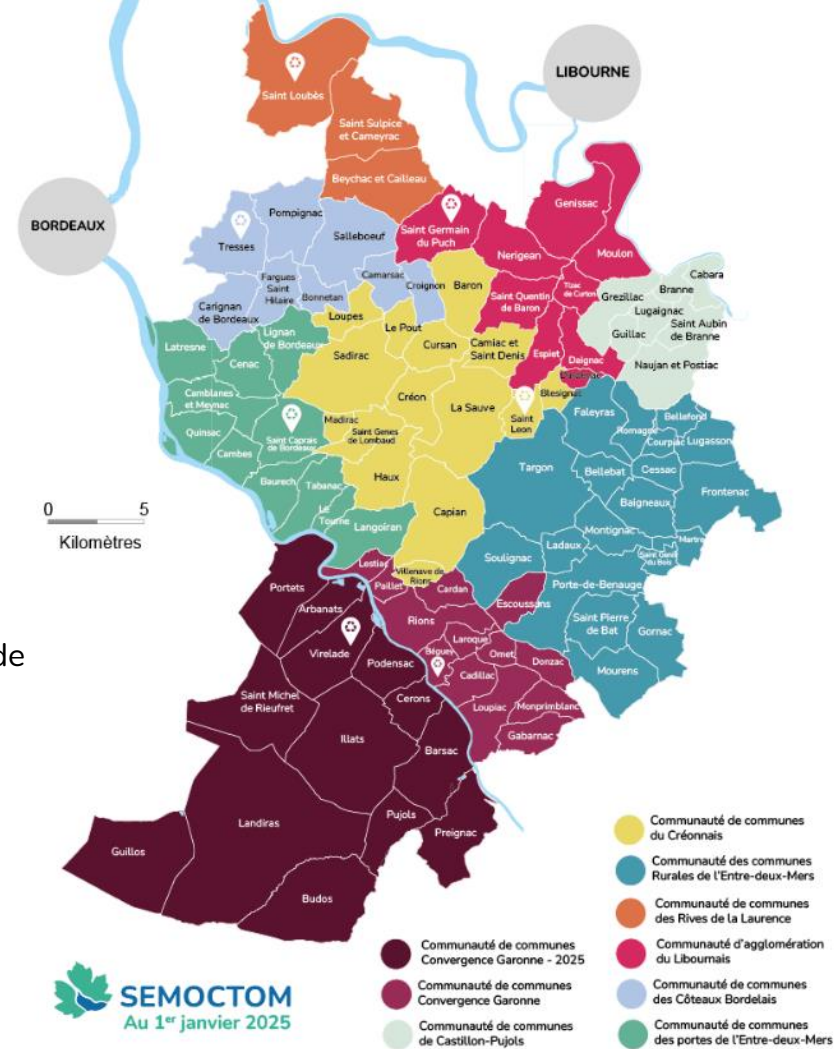 LIBOURNE
Saint Loubès
Saint Sulpice
et Cameyrac
Beychac et Cailleau
BORDEAUX
Pompignac
Tresses
Salleboeuf
Saint Germain
du Puch
Genissac
Nerigean
Moulon
Fargues
Saint
Hilaire
Camarsac
Croignon
Bonnetan
Carignan
de Bordeaux
Baron
Saint Quentin
de Baron
Tizac
de Curton
Cabara
Branne
Grezillac
Lugaignac
Saint Aubin
de Branne
Guillac
Naujan et Postiac
Loupes
Le Pout
Lignan
de Bordeaux
Latresne
Cenac
Sadirac
Cursan
Camiac et
Saint Denis
Espiet
Daignac
Blesignac
Camblanes
et Meynac
Créon
La Sauve
Saint
Leon
Faleyras
Bellefond
Romagne
Courpiac
Lugasson
Madirac
Saint Genes
de Lombaud
Quinsac
Saint Caprais
de Bordeaux
Cambes
Targon
Bellebat
Cessac
Frontenac
Baurech
Tabanac
Haux
Baigneaux
0
5
Kilomètres
Le
Tourne
Langoiran
Capian
Montignac
Ladaux
Martres
Soulignac
Lestiac
Villenave de
Rions
Paillet
Cardan
Portets
Arbanats
Escoussans
Porte-de-Benauge
Rions
Saint Pierre
de Bat
Gornac
Virelade
de
Laroque
Béguey
Omet
Donzac
Podensac
Mourens
Cadillac
Saint Michel
de Rieufret
Cerons
Loupiac
Monprimblanc
Illats
Barsac
Gabarnac
Landiras
Pujols
Preignac
Guillos
Budos
Communauté de communes
du Créonnais
Communauté des communes
Rurales de l'Entre-deux-Mers
Communauté de communes
des Rives de la Laurence
Communauté de communes
Convergence Garonne - 2025
Communauté d'agglomération
du Libournais
Communauté de communes
Convergence Garonne
Communauté de communes
des Côteaux Bordelais
Communauté de communes
de Castillon-Pujols
Communauté de communes
des portes de l'Entre-deux-Mers
SEMOCTOM
Au 1er janvier 2025